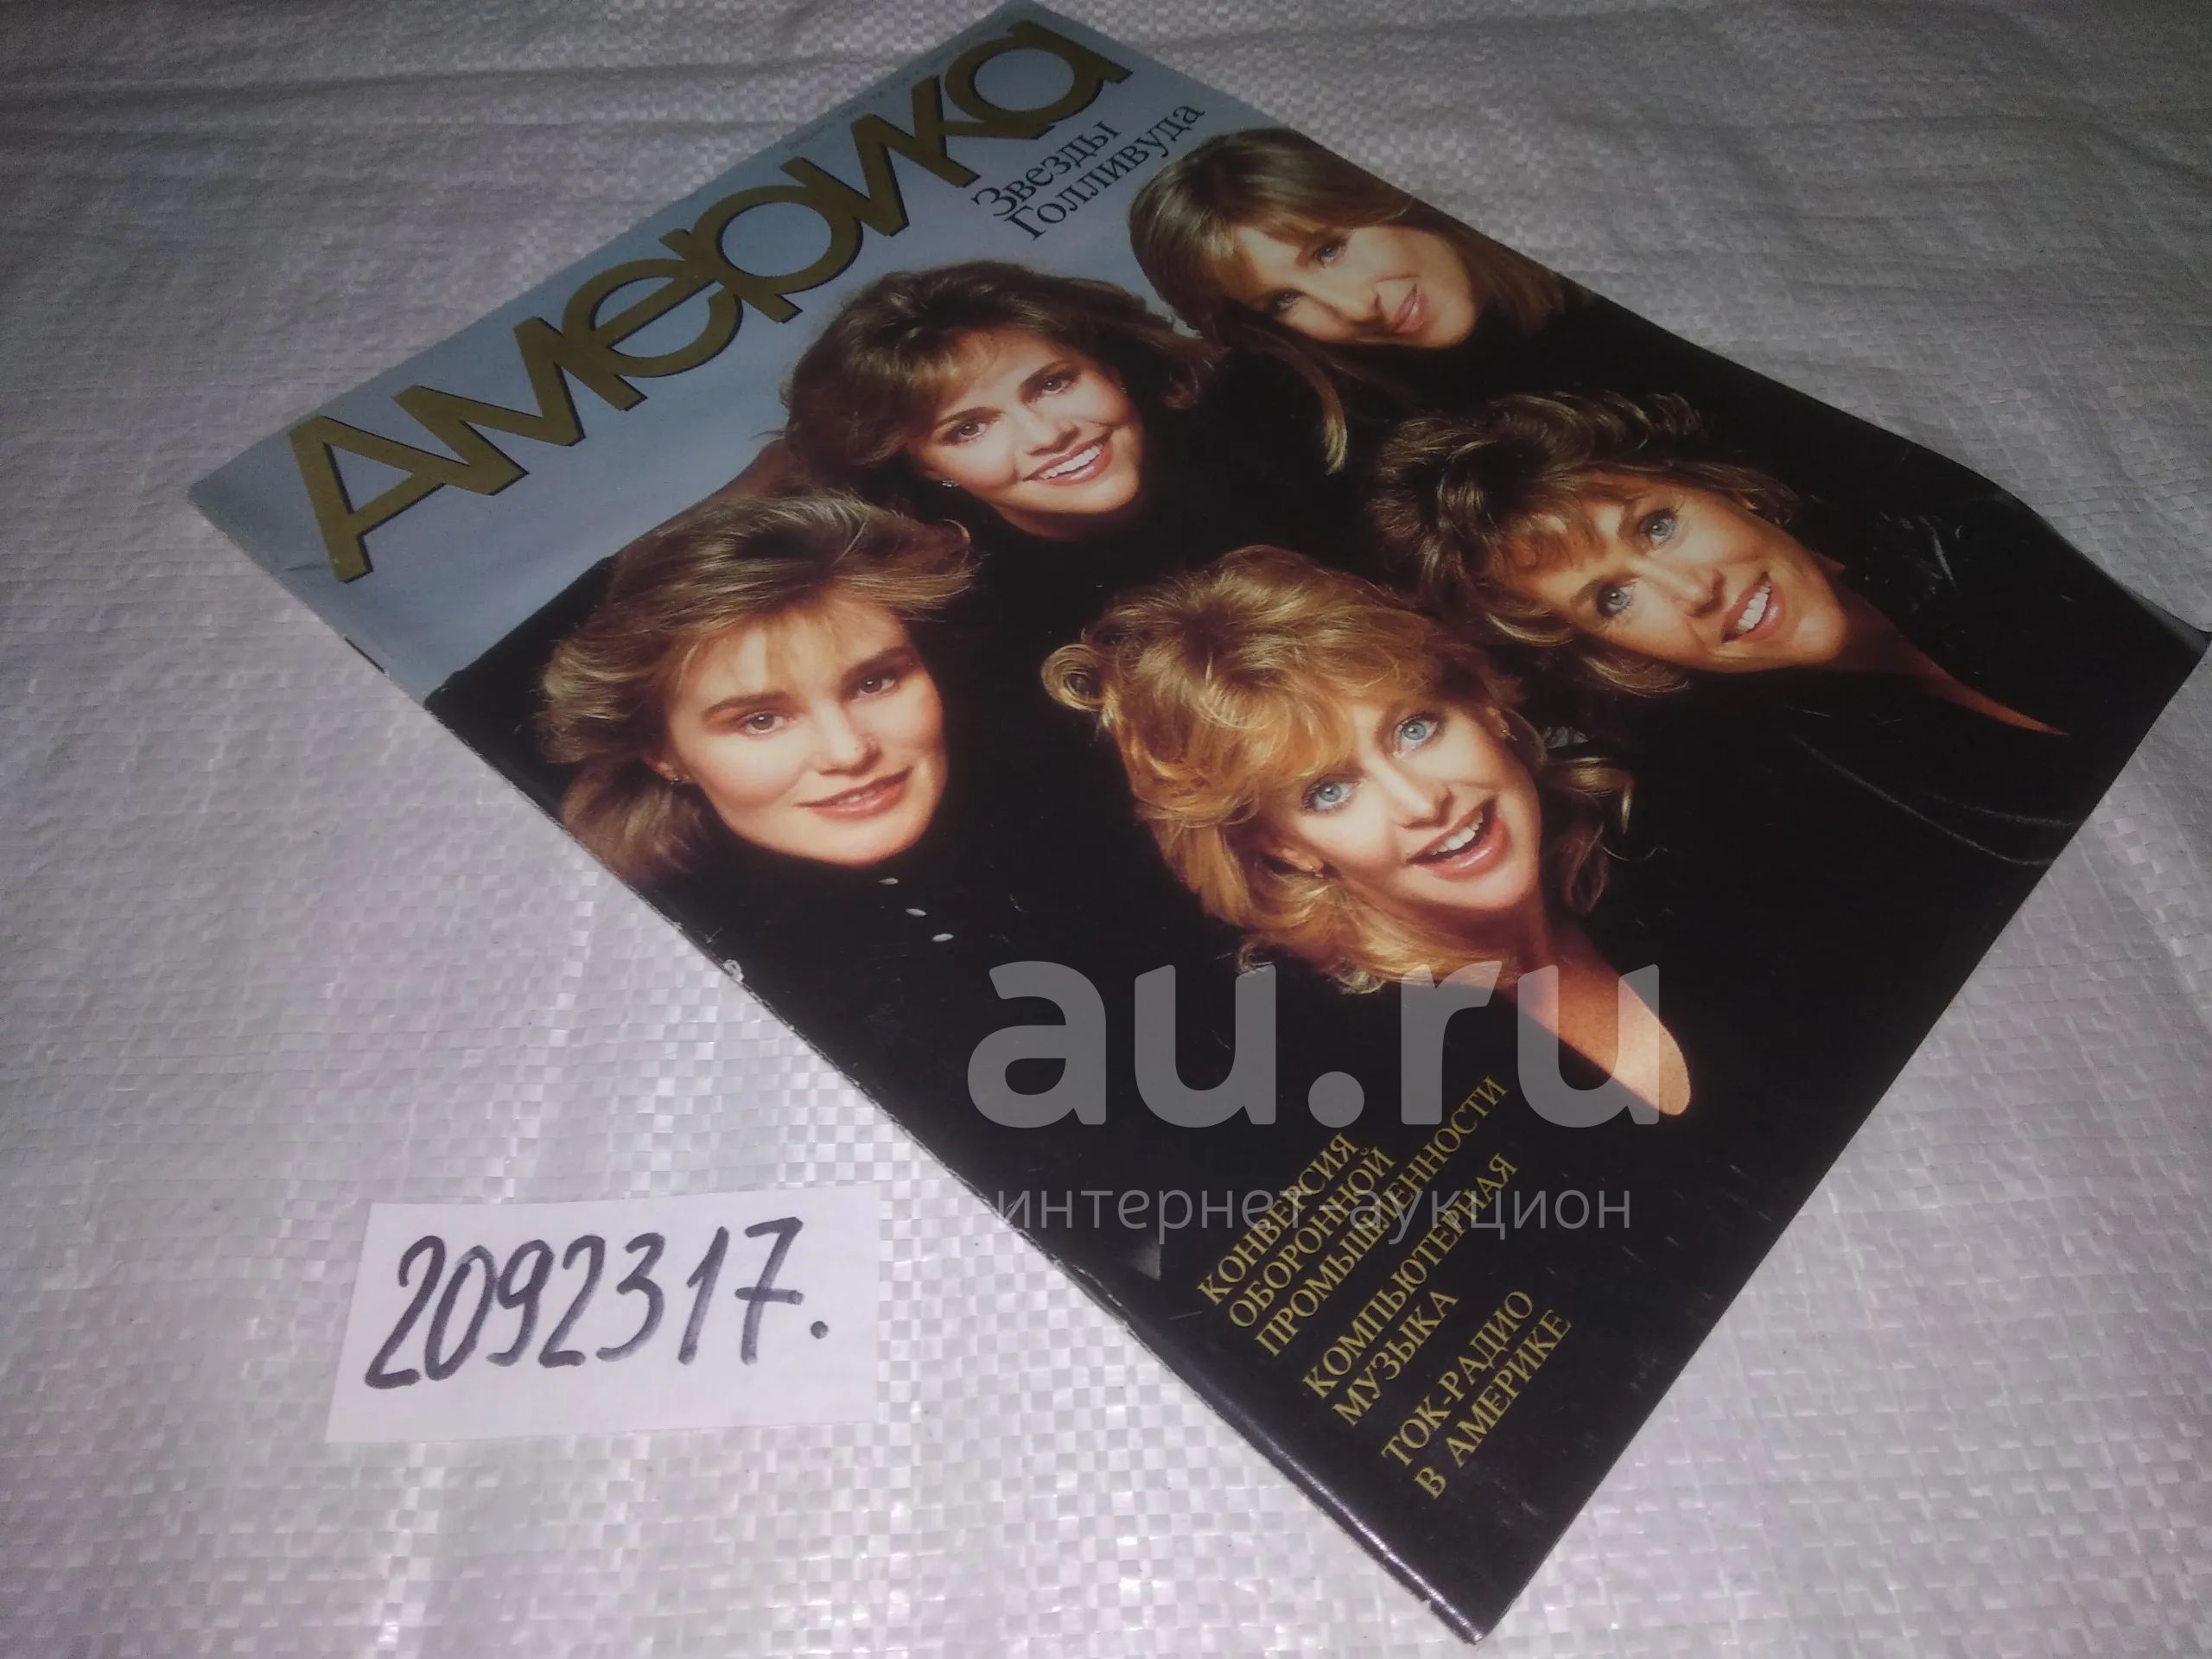 Америка
Звезды
Голливуда
КОНВЕРСИЯ
ОБОРОННОЙ
ПРОМЫШЛЕННОСТИ
КОМПЬЮТЕРНАЯ
МУЗЫКА
ТОК-РАДИО
В АМЕРИКЕ
2092317.
au.ru
интернет-аукцион